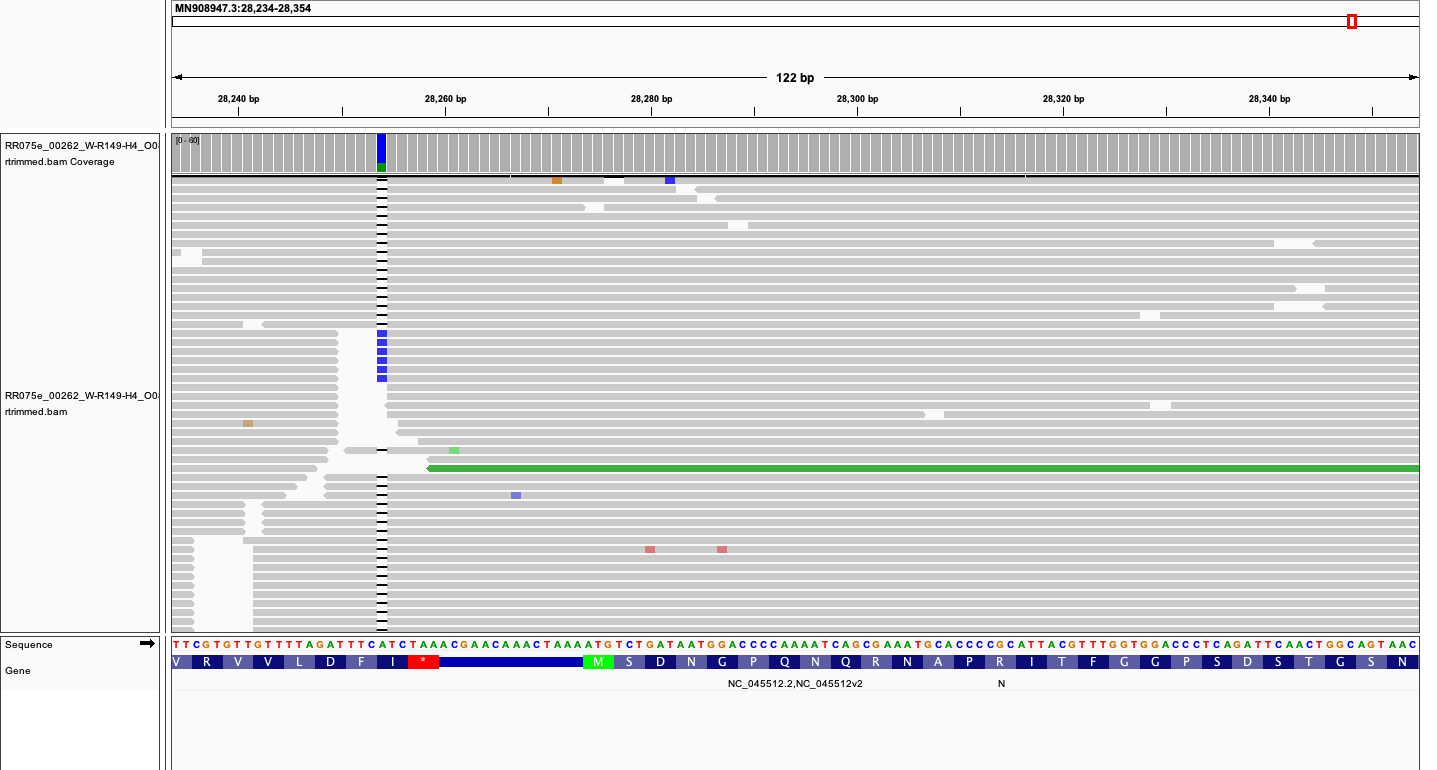 MN908947.3:28,234-28,354
122 bp
28,240 bp 28,260 bp 28,280 bp 28,300 bp 28,320 bp 28,340 bp
[0 - 60]
RR075e_00262_W-R149-H4_O0
rtrimmed.bam Coverage
RR075e_00262_W-R149-H4_O0
rtrimmed.bam
Sequence
TTCGTGTTGTTTTAGATTTCATCTAAACGAACAAACTAAAATGTCTGATAATGGACCCCAAAATCAGCGAAATGCACCCCGCATTACGTTTGGTGGACCCTCAGATTCAACTGGCAGTAAC
Gene
V R V V L D F I * M S D N G P Q N Q R N A P R I T F G G P S D S T G S N
NC_045512.2,NC_045512v2 N